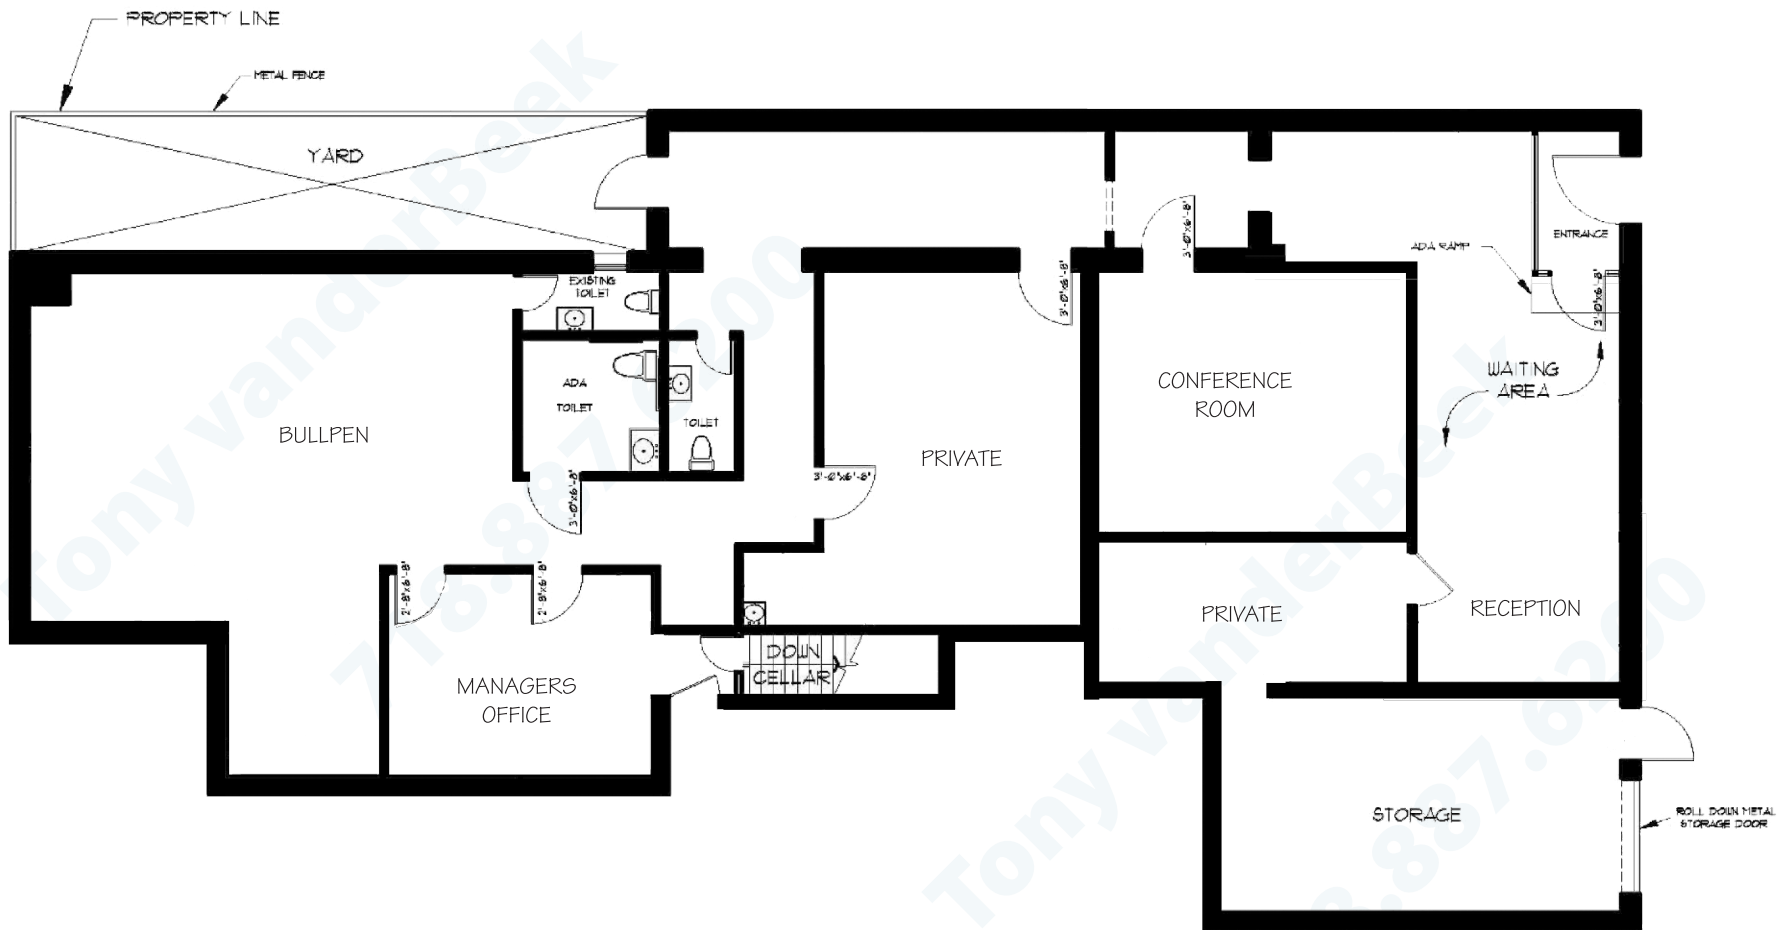 PROPERTY LINE
METAL FENCE
YARD
ENTRANCE
ADA RAMP
3'-0"x6'-8"
3'-0"x6'-8"
3'-0"x6'-8"
EXISTING
TOILET
WAITING
AREA
ADA
TOILET
TOILET
CONFERENCE
ROOM
BULLPEN
PRIVATE
3'-0"x6'-8"
3'-0"x6'-8"
2'-8"x6'-8"
2'-8"x6'-8"
PRIVATE
RECEPTION
DOWN
CELLAR
MANAGERS
OFFICE
STORAGE
ROLL DOWN METAL
STORAGE DOOR
Tony vanderBeek
718.887.6200
Tony vanderBeek
8.887.6200